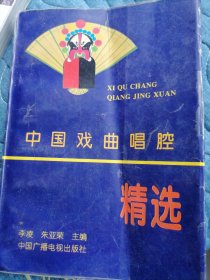 XI QU CHANG
QIANG JING XUAN
中国戏曲唱腔
精选
李凌 朱亚荣 主编
中国广播电视出版社